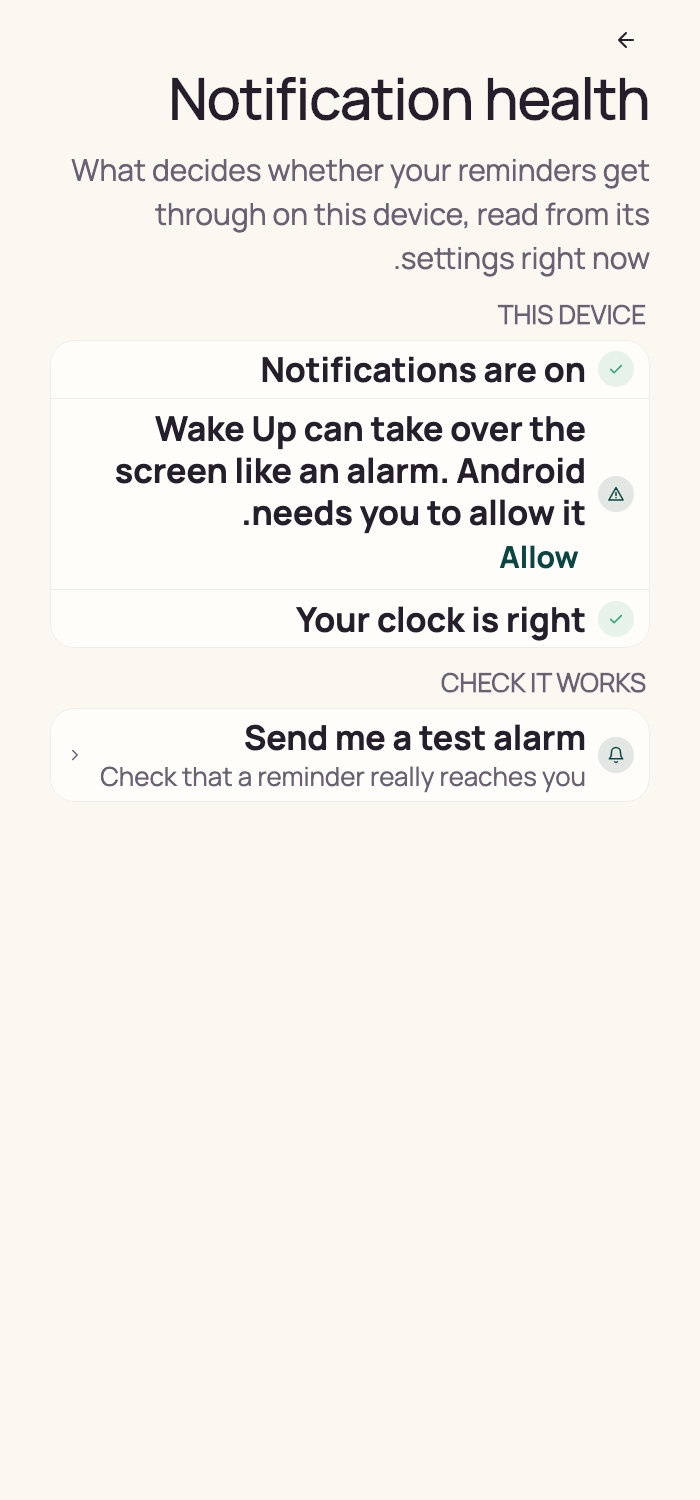 Notification health
What decides whether your reminders get
through on this device, read from its
.settings right now
THIS DEVICE
Notifications are on
Wake Up can take over the
screen like an alarm. Android
.needs you to allow it
Allow
Your clock is right
CHECK IT WORKS
Send me a test alarm
Check that a reminder really reaches you